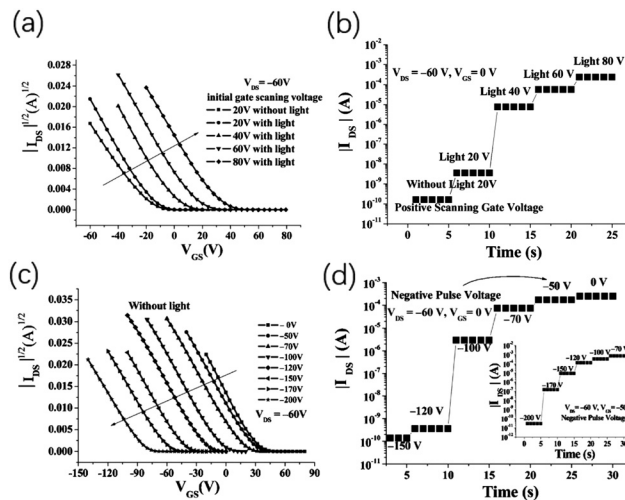 (a)
|I_DS|^1/2(A)^1/2
0.028
0.024
0.020
0.016
0.012
0.008
0.004
0.000
V_DS= –60V
initial gate scaning voltage
20V without light
20V with light
40V with light
60V with light
80V with light
-60 -40 -20 0 20 40 60 80
V_GS(V)
(b)
|I_DS| (A)
10^-2
10^-3
10^-4
10^-5
10^-6
10^-7
10^-8
10^-9
10^-10
10^-11
V_DS= –60 V, V_GS=0 V
Light 80 V
Light 60 V
Light 40 V
Light 20 V
Without Light 20V
Positive Scanning Gate Voltage
0 5 10 15 20 25
Time (s)
(c)
|I_DS|^1/2(A)^1/2
0.035
0.030
0.025
0.020
0.015
0.010
0.005
0.000
Without light
– 0V
–50V
–70V
–100V
–120V
–150V
–170V
–200V
V_DS= –60V
-150 -120 -90 -60 -30 0 30 60 90
V_GS(V)
(d)
|I_DS| (A)
10^-3
10^-4
10^-5
10^-6
10^-7
10^-8
10^-9
10^-10
10^-11
10^-12
Negative Pulse Voltage
V_DS= –60 V, V_GS= 0 V
–50 V
0 V
–70 V
–100 V
–120 V
–150 V
5 10 15 20 25 30
Time (s)
|I_DS| (A)
–200 V
–170 V
–150 V
–120 V
–100 V
–70 V
Negative Pulse Voltage
0 5 10 15 20 25 30
Time (s)